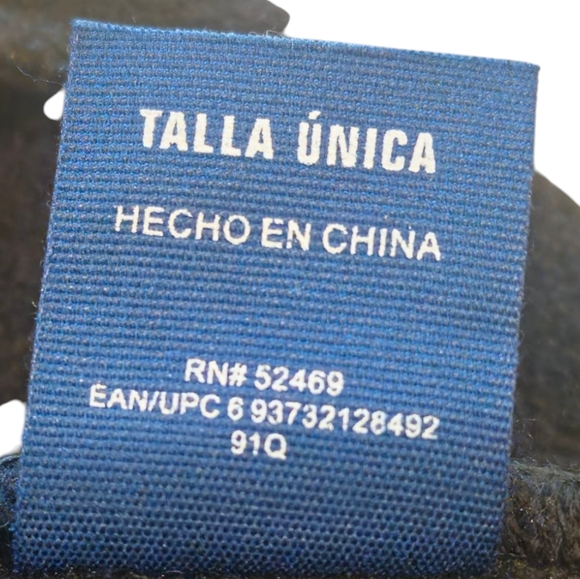 TALLA ÚNICA
HECHO EN CHINA
RN# 52469
EAN/UPC 6 93732128492
91Q